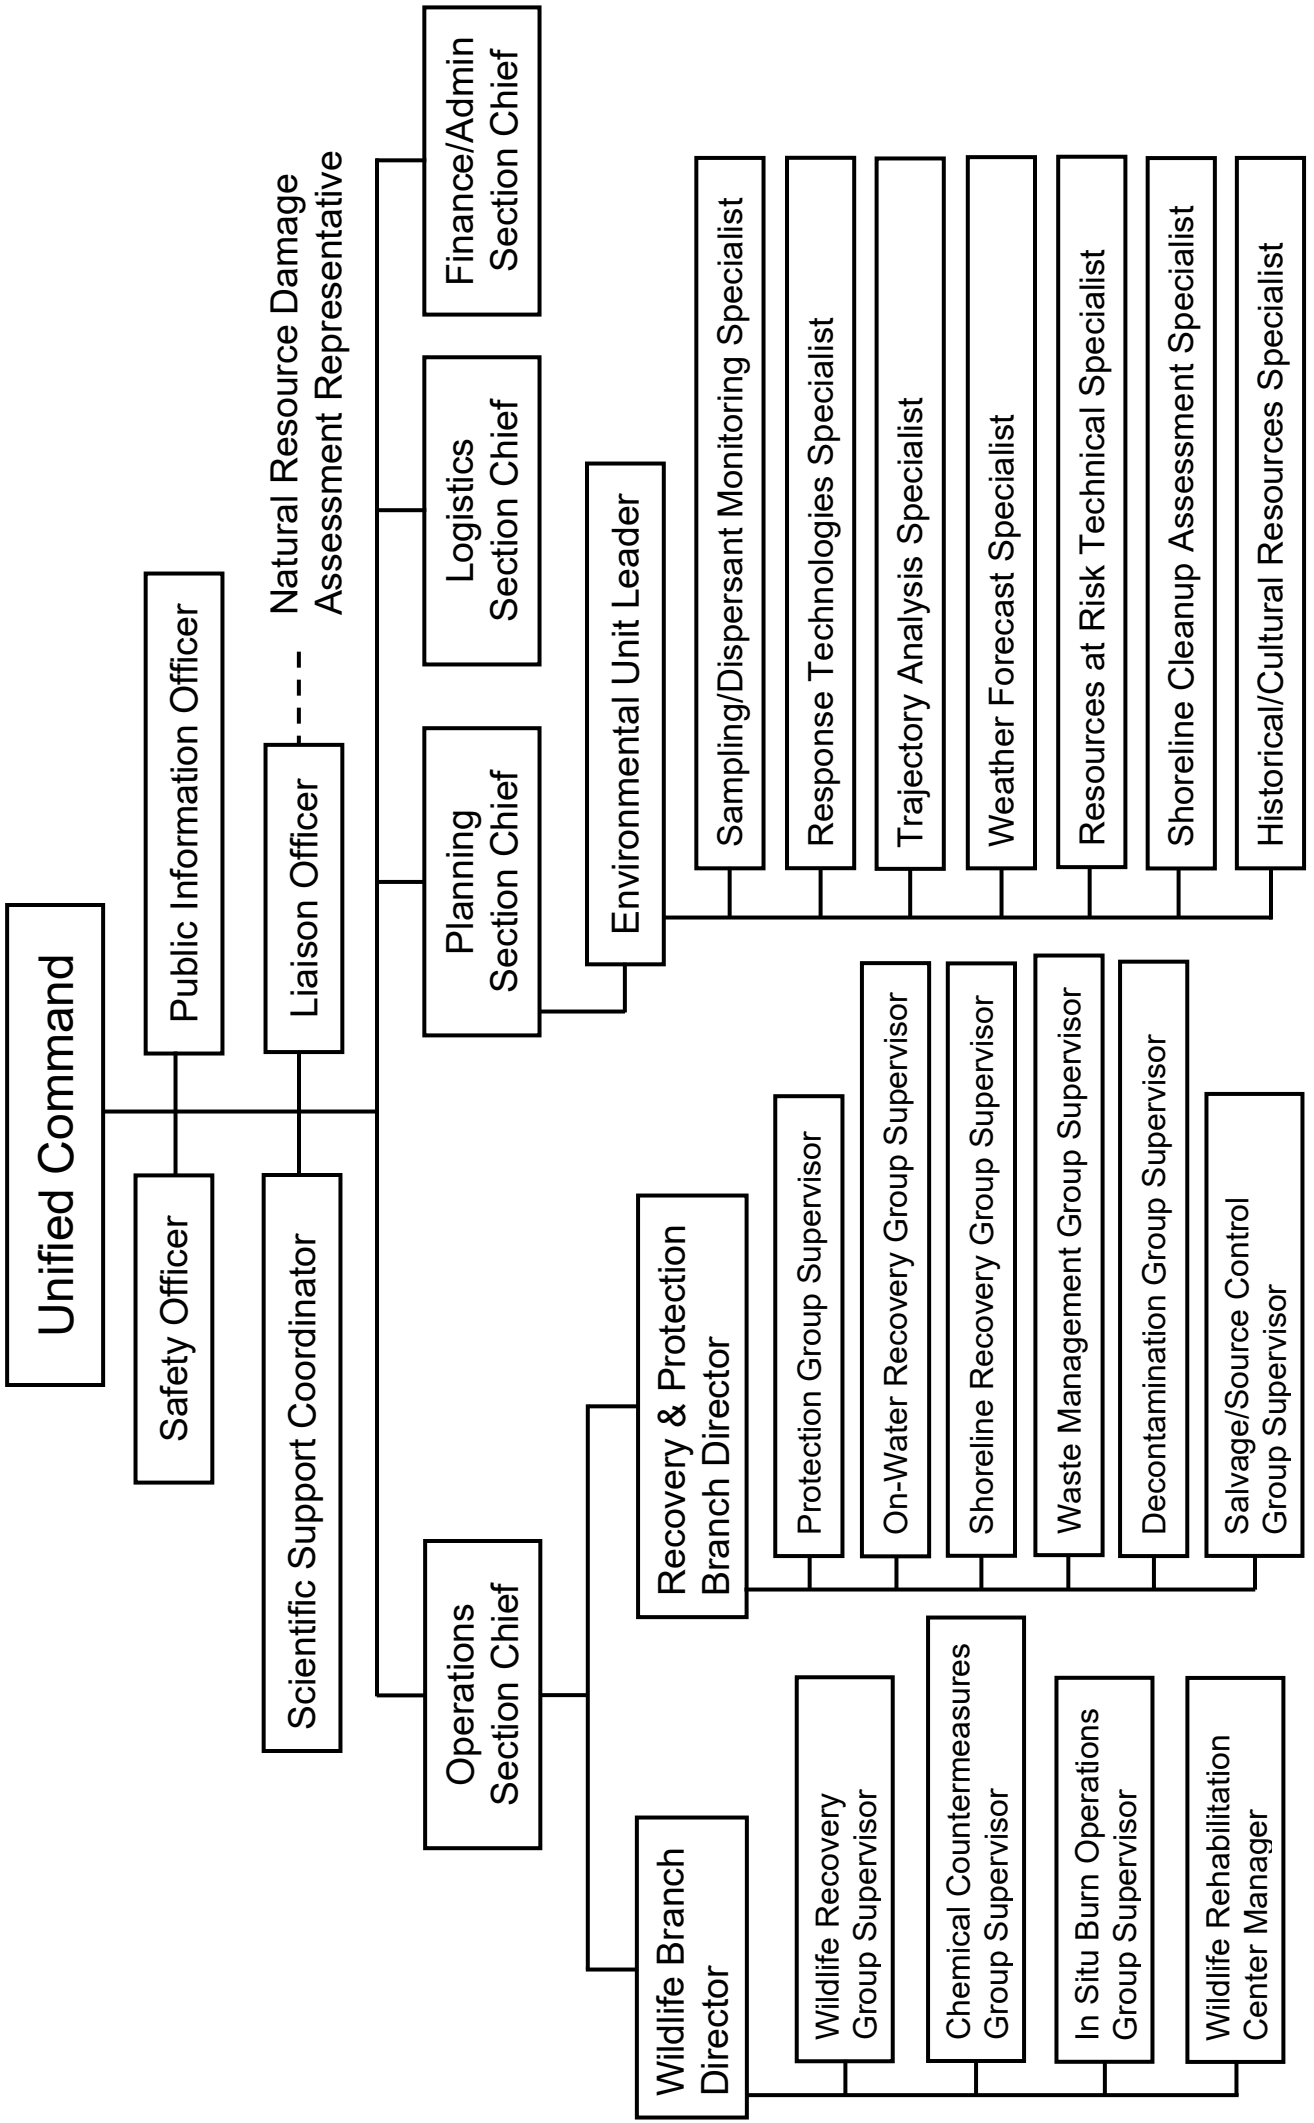 Unified Command
Safety Officer
Public Information Officer
Scientific Support Coordinator
Liaison Officer
Natural Resource Damage
Assessment Representative
Operations
Section Chief
Planning
Section Chief
Logistics
Section Chief
Finance/Admin
Section Chief
Wildlife Branch
Director
Wildlife Recovery
Group Supervisor
Chemical Countermeasures
Group Supervisor
In Situ Burn Operations
Group Supervisor
Wildlife Rehabilitation
Center Manager
Recovery & Protection
Branch Director
Protection Group Supervisor
On-Water Recovery Group Supervisor
Shoreline Recovery Group Supervisor
Waste Management Group Supervisor
Decontamination Group Supervisor
Salvage/Source Control
Group Supervisor
Environmental Unit Leader
Sampling/Dispersant Monitoring Specialist
Response Technologies Specialist
Trajectory Analysis Specialist
Weather Forecast Specialist
Resources at Risk Technical Specialist
Shoreline Cleanup Assessment Specialist
Historical/Cultural Resources Specialist